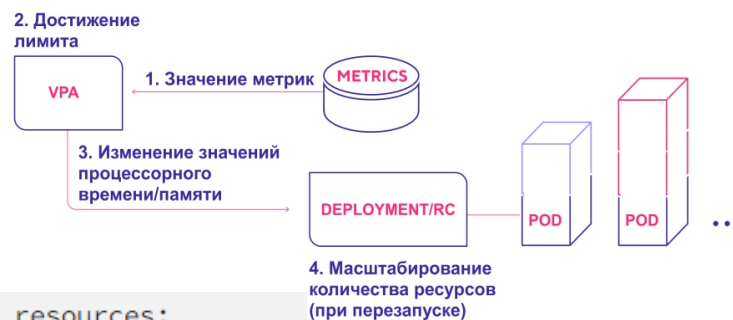 2. Достижение
лимита
VPA
1. Значение метрик
METRICS
3. Изменение значений
процессорного
времени/памяти
DEPLOYMENT/RC
POD
POD
..
4. Масштабирование
количества ресурсов
(при перезапуске)
resources: